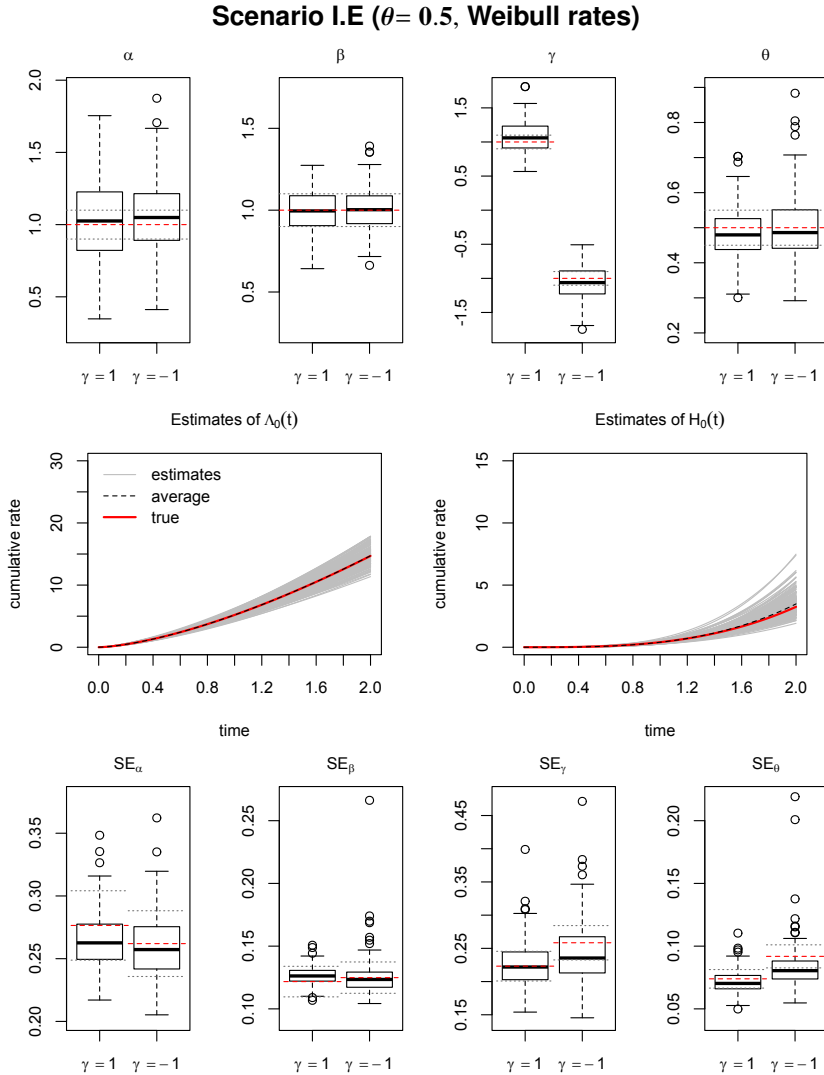 Scenario I.E (θ= 0.5, Weibull rates)
α
β
γ
θ
0.5 1.0 1.5 2.0
0.5 1.0 1.5
-1.5 -0.5 0.5 1.5
0.2 0.4 0.6 0.8
γ = 1 γ = −1
γ = 1 γ = −1
γ = 1 γ = −1
γ = 1 γ = −1
Estimates of Λ₀(t)
Estimates of H₀(t)
cumulative rate
0 10 20 30
estimates
average
true
0.0 0.4 0.8 1.2 1.6 2.0
time
cumulative rate
0 5 10 15
0.0 0.4 0.8 1.2 1.6 2.0
time
SEα
SEβ
SEγ
SEθ
0.20 0.25 0.30 0.35
0.10 0.15 0.20 0.25
0.15 0.25 0.35 0.45
0.05 0.10 0.15 0.20
γ = 1 γ = −1
γ = 1 γ = −1
γ = 1 γ = −1
γ = 1 γ = −1